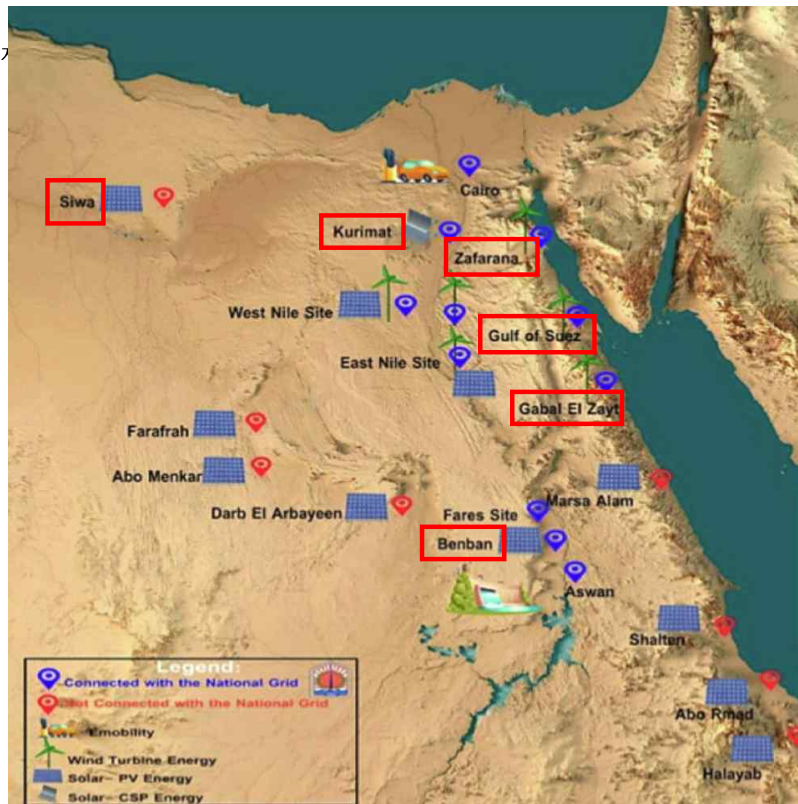 Cairo
Siwa
Kurimat
Zafarana
West Nile Site
Gulf of Suez
East Nile Site
Gabal El Zayt
Farafrah
Abo Menkar
Marsa Alam
Darb El Arbayeen
Fares Site
Benban
Aswan
Shalten
Abo Rmad
Halayab
Legend:
Connected with the National Grid
Not Connected with the National Grid
Emobility
Wind Turbine Energy
Solar- PV Energy
Solar- CSP Energy